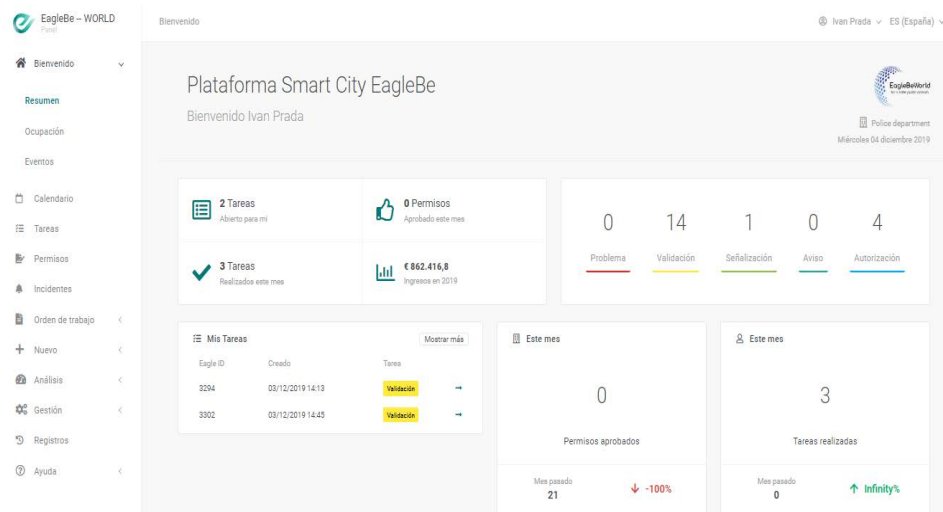 EagleBe -- WORLD
Panel
Bienvenido
Ivan Prada
ES (España)
Bienvenido
Resumen
Ocupación
Eventos
Calendario
Tareas
Permisos
Incidentes
Orden de trabajo
Nuevo
Análisis
Gestión
Registros
Ayuda
Plataforma Smart City EagleBe
Bienvenido Ivan Prada
EagleBeWorld
Police department
Miércoles 04 diciembre 2019
2 Tareas
Abierto para mi
0 Permisos
Aprobado este mes
3 Tareas
Realizados este mes
€ 862.416,8
Ingresos en 2019
0 14 1 0 4
Problema Validación Señalización Aviso Autorización
Mis Tareas
Mostrar más
Eagle ID Creado Tarea
3294 03/12/2019 14:13 Validación
3302 03/12/2019 14:45 Validación
Este mes
0
Permisos aprobados
Mes pasado
21
-100%
Este mes
3
Tareas realizadas
Mes pasado
0
Infinity%